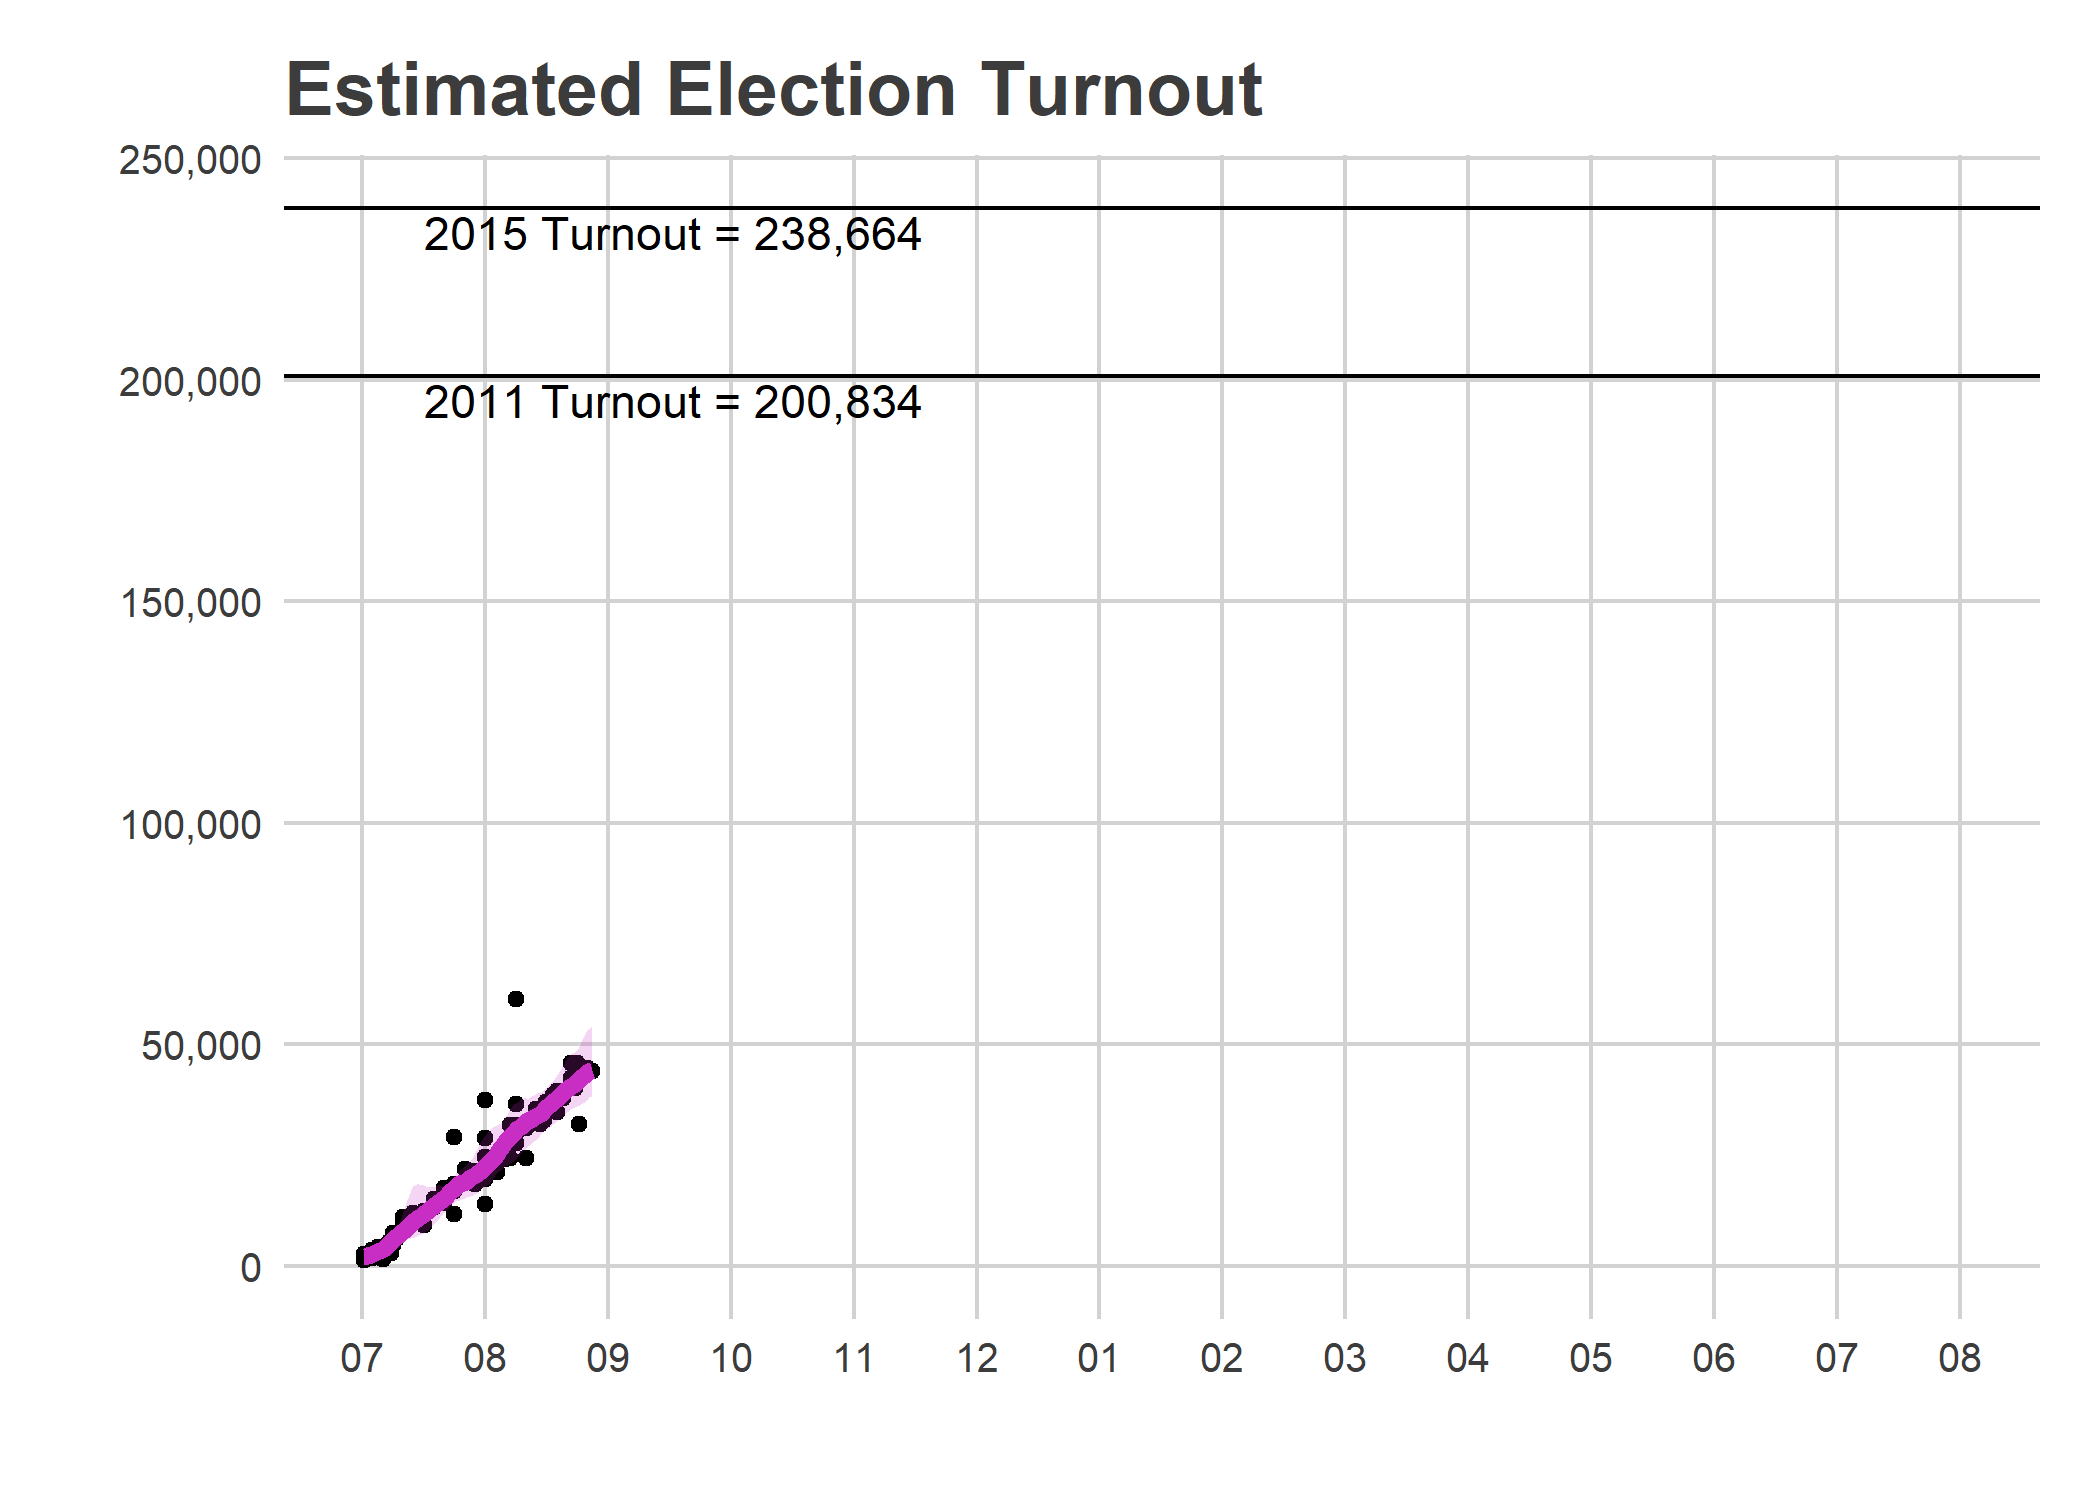 Estimated Election Turnout
250,000
2015 Turnout = 238,664
200,000
2011 Turnout = 200,834
150,000
100,000
50,000
0
07 08 09 10 11 12 01 02 03 04 05 06 07 08